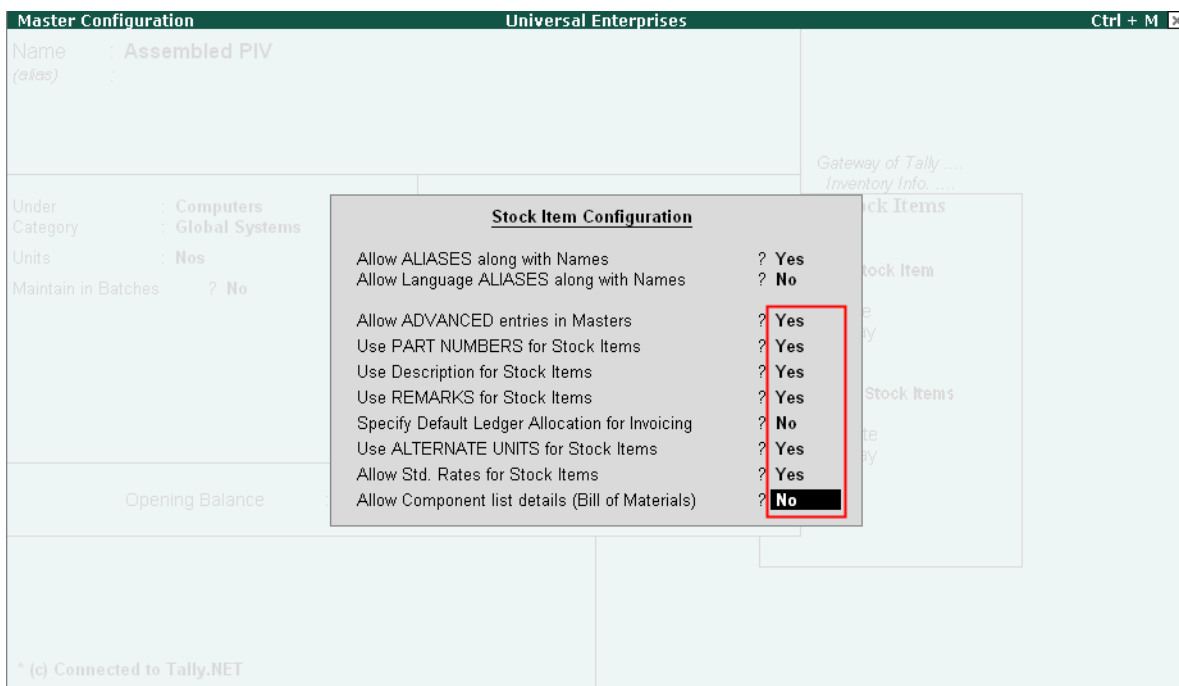 Master Configuration Universal Enterprises Ctrl + M
Name : Assembled PIV
(alias) :
Gateway of Tally ....
Inventory Info. ....
Under : Computers
Category : Global Systems
Units : Nos
Maintain in Batches ? No
Stock Item Configuration
Allow ALIASES along with Names ? Yes
Allow Language ALIASES along with Names ? No
Allow ADVANCED entries in Masters ? Yes
Use PART NUMBERS for Stock Items ? Yes
Use Description for Stock Items ? Yes
Use REMARKS for Stock Items ? Yes
Specify Default Ledger Allocation for Invoicing ? No
Use ALTERNATE UNITS for Stock Items ? Yes
Allow Std. Rates for Stock Items ? Yes
Allow Component list details (Bill of Materials) ? No
Items
Item
Stock Items
Opening Balance :
* (c) Connected to Tally.NET